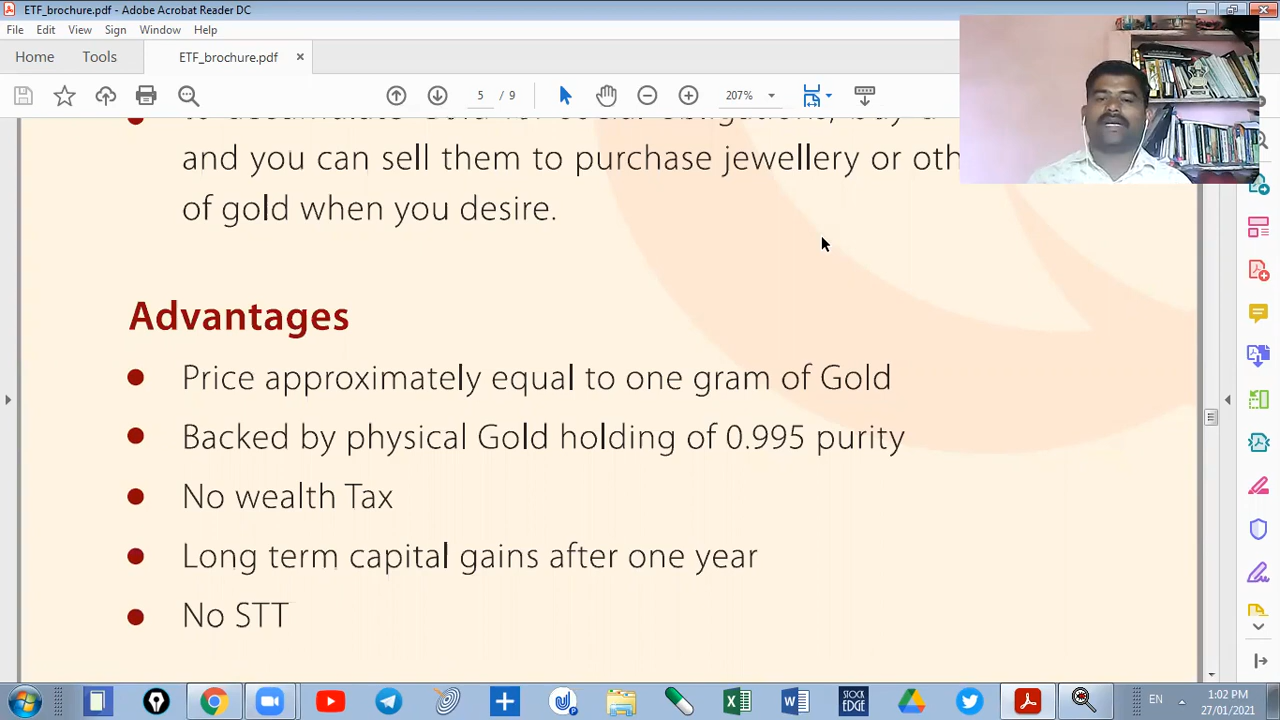 ETF_brochure.pdf - Adobe Acrobat Reader DC
File Edit View Sign Window Help
Home Tools ETF_brochure.pdf ×
5 / 9 207%
and you can sell them to purchase jewellery or oth
of gold when you desire.
Advantages
Price approximately equal to one gram of Gold
Backed by physical Gold holding of 0.995 purity
No wealth Tax
Long term capital gains after one year
No STT
STOCK
EDGE
EN
1:02 PM
27/01/2021